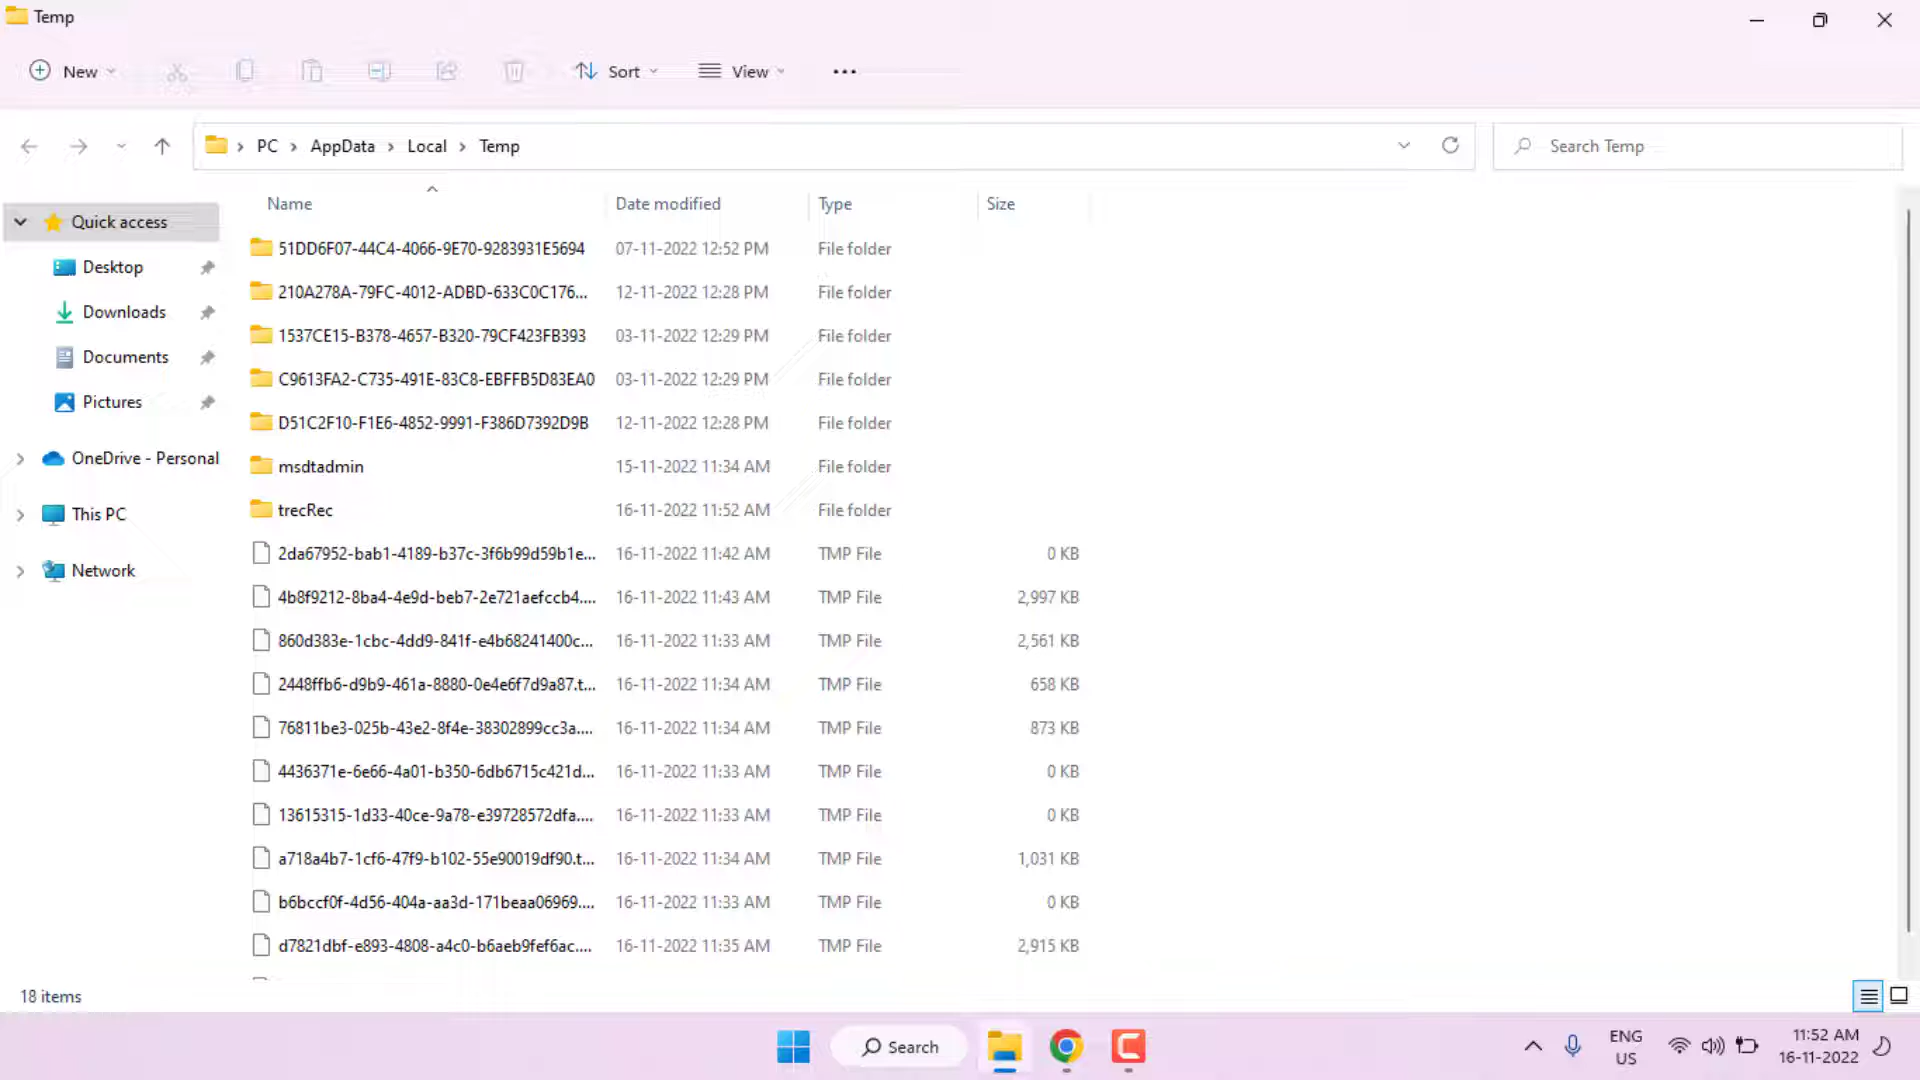 Temp
New
Sort
View
PC > AppData > Local > Temp
Search Temp
Name Date modified Type Size
Quick access
Desktop
Downloads
Documents
Pictures
OneDrive - Personal
This PC
Network
51DD6F07-44C4-4066-9E70-9283931E5694 07-11-2022 12:52 PM File folder
210A278A-79FC-4012-ADBD-633C0C176... 12-11-2022 12:28 PM File folder
1537CE15-B378-4657-B320-79CF423FB393 03-11-2022 12:29 PM File folder
C9613FA2-C735-491E-83C8-EBFFB5D83EA0 03-11-2022 12:29 PM File folder
D51C2F10-F1E6-4852-9991-F386D7392D9B 12-11-2022 12:28 PM File folder
msdtadmin 15-11-2022 11:34 AM File folder
trecRec 16-11-2022 11:52 AM File folder
2da67952-bab1-4189-b37c-3f6b99d59b1e... 16-11-2022 11:42 AM TMP File 0 KB
4b8f9212-8ba4-4e9d-beb7-2e721aefccb4.... 16-11-2022 11:43 AM TMP File 2,997 KB
860d383e-1cbc-4dd9-841f-e4b68241400c... 16-11-2022 11:33 AM TMP File 2,561 KB
2448ffb6-d9b9-461a-8880-0e4e6f7d9a87.t... 16-11-2022 11:34 AM TMP File 658 KB
76811be3-025b-43e2-8f4e-38302899cc3a.... 16-11-2022 11:34 AM TMP File 873 KB
4436371e-6e66-4a01-b350-6db6715c421d... 16-11-2022 11:33 AM TMP File 0 KB
13615315-1d33-40ce-9a78-e39728572dfa.... 16-11-2022 11:33 AM TMP File 0 KB
a718a4b7-1cf6-47f9-b102-55e90019df90.t... 16-11-2022 11:34 AM TMP File 1,031 KB
b6bccf0f-4d56-404a-aa3d-171beaa06969.... 16-11-2022 11:33 AM TMP File 0 KB
d7821dbf-e893-4808-a4c0-b6aeb9fef6ac.... 16-11-2022 11:35 AM TMP File 2,915 KB
18 items
Search
ENG
US
11:52 AM
16-11-2022